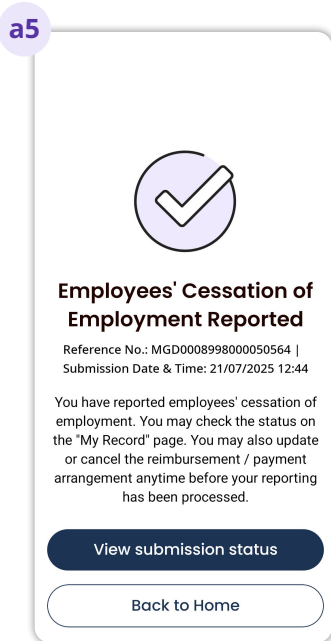 a5
Employees' Cessation of
Employment Reported
Reference No.: MGD0008998000050564 |
Submission Date & Time: 21/07/2025 12:44
You have reported employees' cessation of
employment. You may check the status on
the "My Record" page. You may also update
or cancel the reimbursement / payment
arrangement anytime before your reporting
has been processed.
View submission status
Back to Home